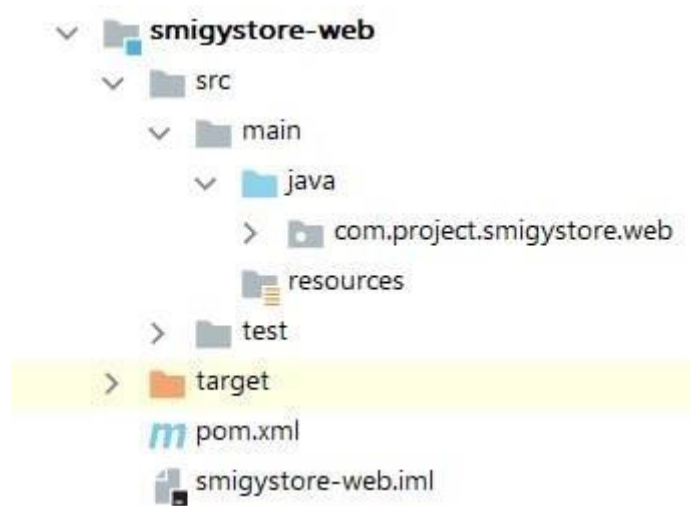 smigystore-web
src
main
java
com.project.smigystore.web
resources
test
target
pom.xml
smigystore-web.iml